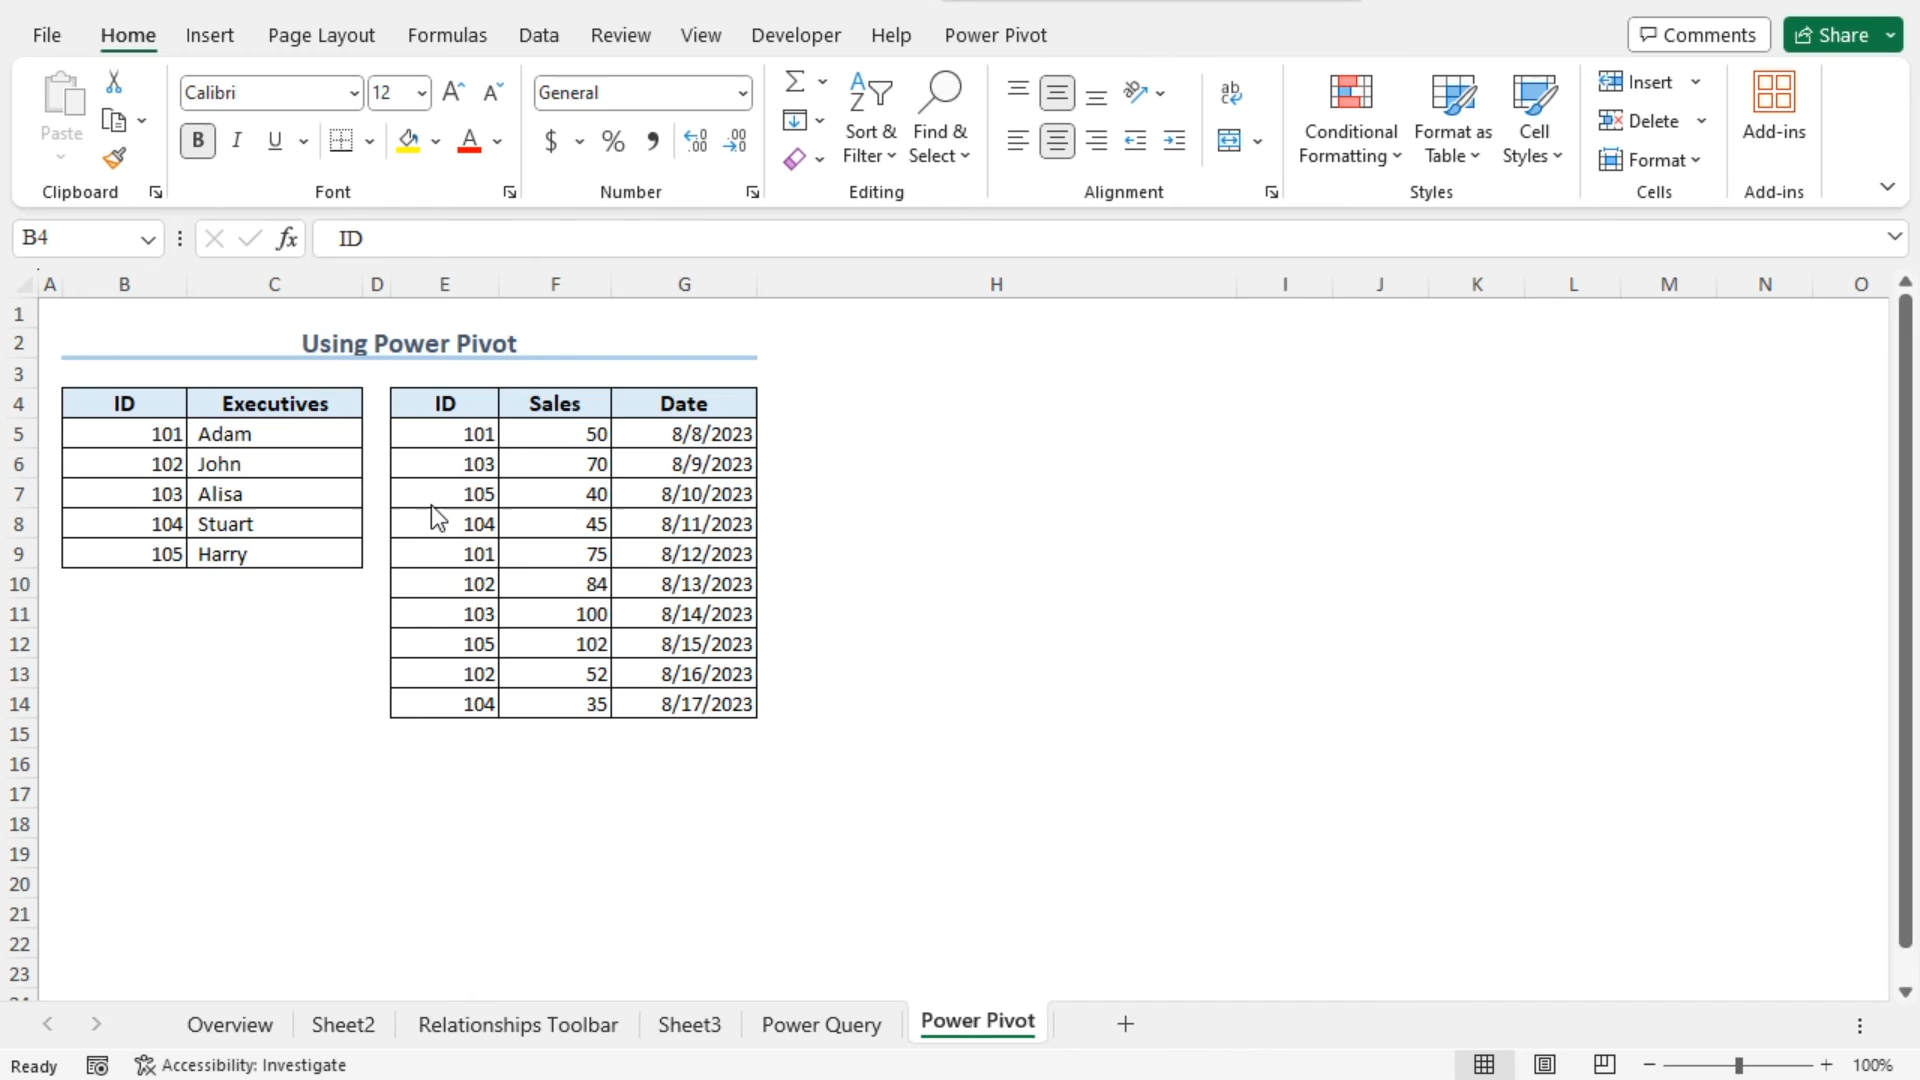 File Home Insert Page Layout Formulas Data Review View Developer Help Power Pivot Comments Share
Paste
Clipboard
Calibri 12
B I U A
Font
General
$ % , .00
Number
Σ
Sort & Filter
Find & Select
Editing
ab
Alignment
Conditional Formatting
Format as Table
Cell Styles
Styles
Insert
Delete
Format
Cells
Add-ins
Add-ins
B4 fx ID
A B C D E F G H I J K L M N O
1
2 Using Power Pivot
3
4 ID Executives ID Sales Date
5 101 Adam 101 50 8/8/2023
6 102 John 103 70 8/9/2023
7 103 Alisa 105 40 8/10/2023
8 104 Stuart 104 45 8/11/2023
9 105 Harry 101 75 8/12/2023
10 102 84 8/13/2023
11 103 100 8/14/2023
12 105 102 8/15/2023
13 102 52 8/16/2023
14 104 35 8/17/2023
15
16
17
18
19
20
21
22
23
Overview Sheet2 Relationships Toolbar Sheet3 Power Query Power Pivot
Ready Accessibility: Investigate 100%